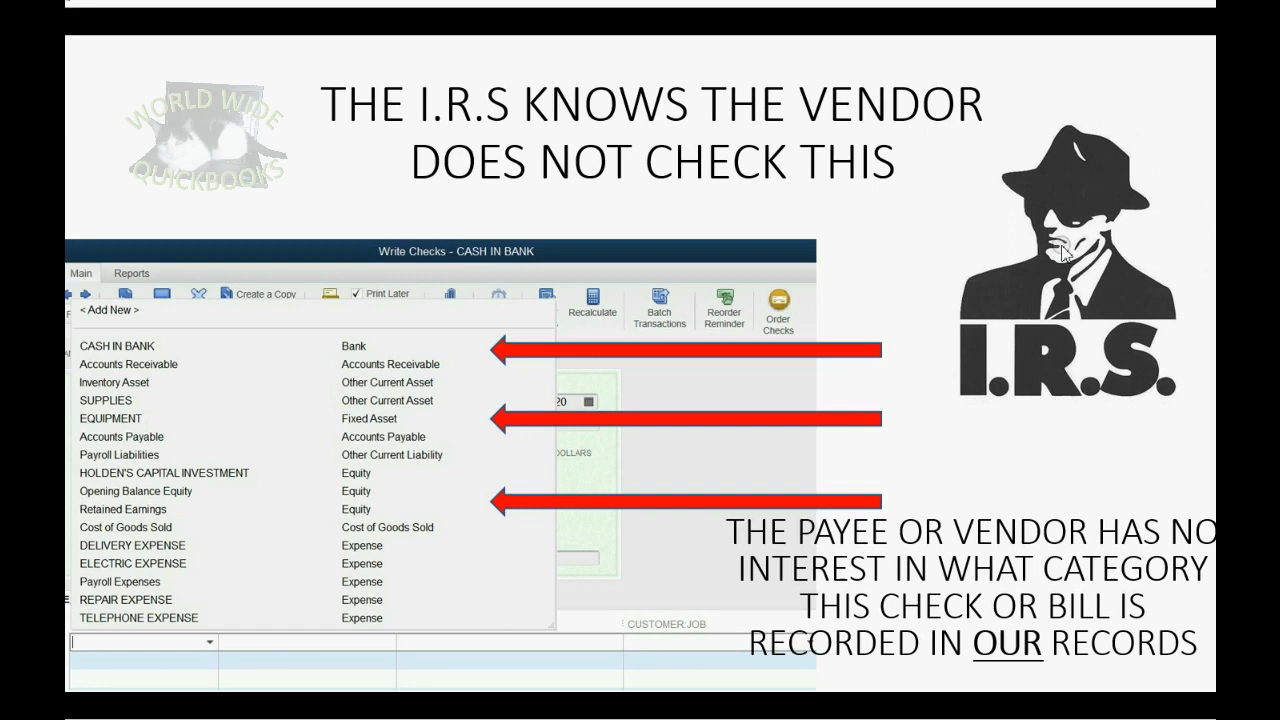 WORLD WIDE
QUICKBOOKS
THE I.R.S KNOWS THE VENDOR
DOES NOT CHECK THIS
I.R.S.
Write Checks - CASH IN BANK
Main Reports
Create a Copy Print Later
Recalculate Batch Transactions Reorder Reminder Order Checks
< Add New >
CASH IN BANK Bank
Accounts Receivable Accounts Receivable
Inventory Asset Other Current Asset
SUPPLIES Other Current Asset
20
EQUIPMENT Fixed Asset
Accounts Payable Accounts Payable
Payroll Liabilities Other Current Liability
DOLLARS
HOLDEN'S CAPITAL INVESTMENT Equity
Opening Balance Equity Equity
Retained Earnings Equity
Cost of Goods Sold Cost of Goods Sold
DELIVERY EXPENSE Expense
ELECTRIC EXPENSE Expense
Payroll Expenses Expense
REPAIR EXPENSE Expense
TELEPHONE EXPENSE Expense
CUSTOMER:JOB
THE PAYEE OR VENDOR HAS NO
INTEREST IN WHAT CATEGORY
THIS CHECK OR BILL IS
RECORDED IN OUR RECORDS